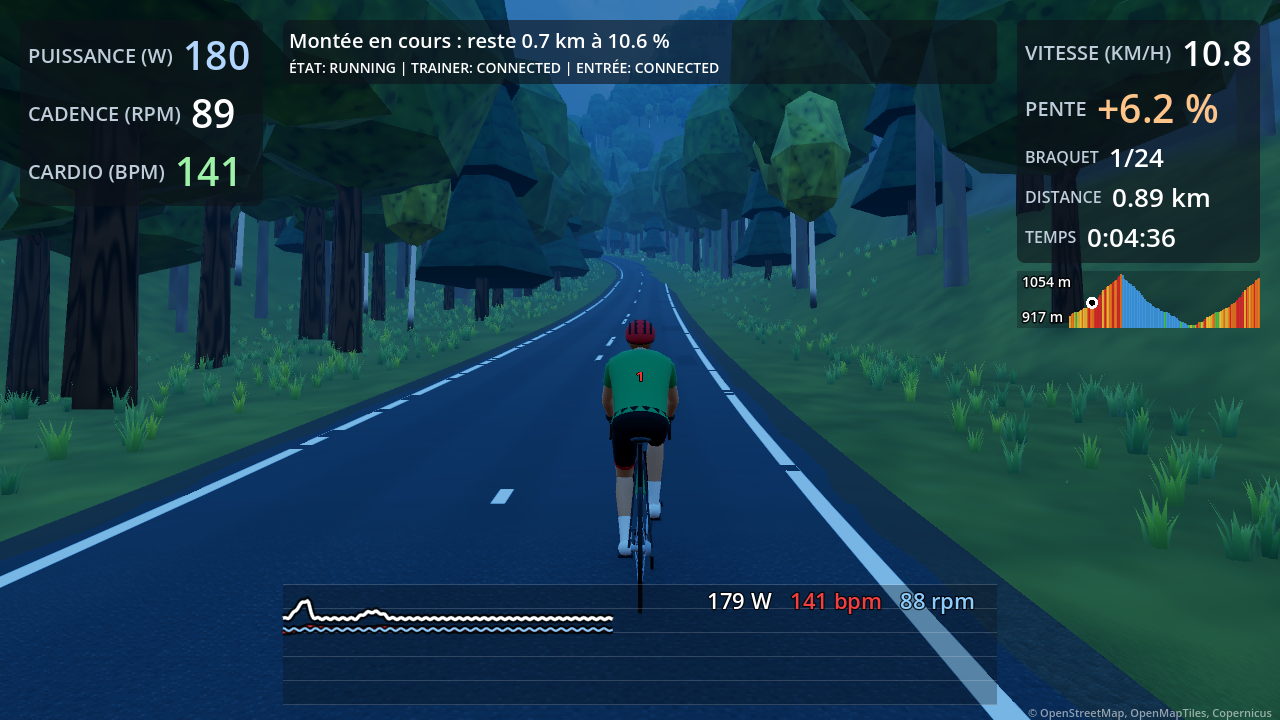 PUISSANCE (W) 180
CADENCE (RPM) 89
CARDIO (BPM) 141
Montée en cours : reste 0.7 km à 10.6 %
ÉTAT: RUNNING | TRAINER: CONNECTED | ENTRÉE: CONNECTED
VITESSE (KM/H) 10.8
PENTE +6.2 %
BRAQUET 1/24
DISTANCE 0.89 km
TEMPS 0:04:36
1054 m
917 m
1
179 W 141 bpm 88 rpm
© OpenStreetMap, OpenMapTiles, Copernicus